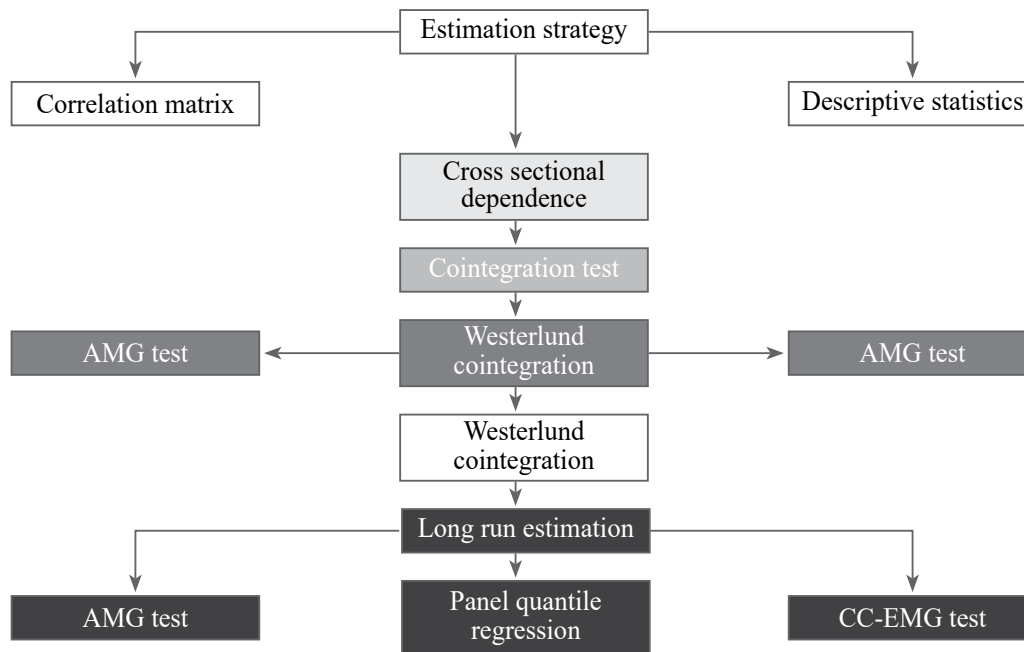 Estimation strategy
Correlation matrix
Descriptive statistics
Cross sectional
dependence
Cointegration test
AMG test
Westerlund
cointegration
AMG test
Westerlund
cointegration
Long run estimation
AMG test
Panel quantile
regression
CC-EMG test